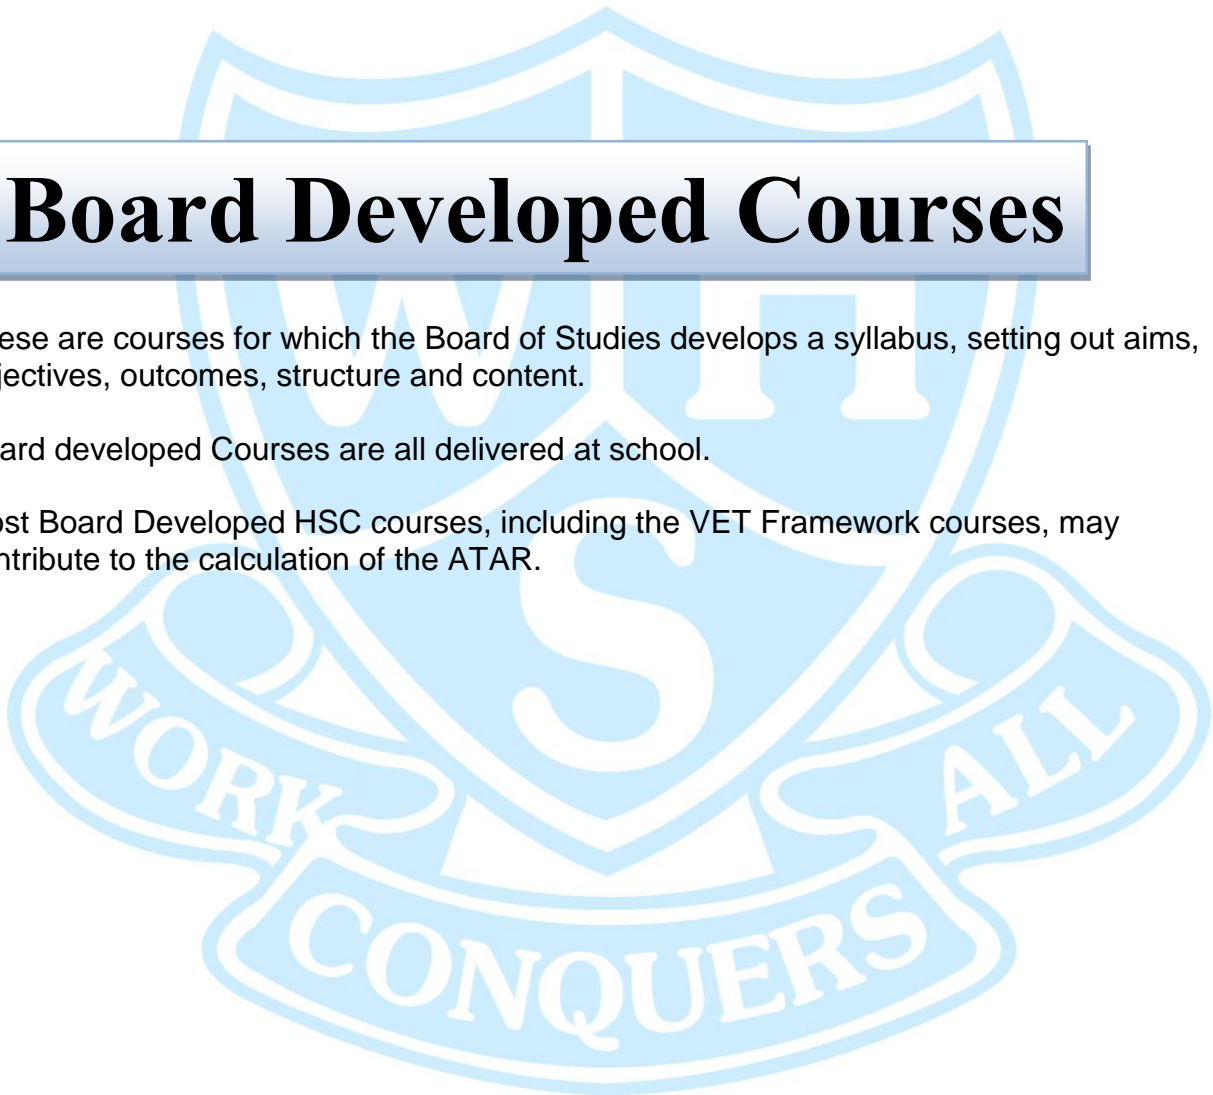 Board Developed Courses
ese are courses for which the Board of Studies develops a syllabus, setting out aims,
jectives, outcomes, structure and content.
ard developed Courses are all delivered at school.
ost Board Developed HSC courses, including the VET Framework courses, may
ntribute to the calculation of the ATAR.
W H
S
WORK
CONQUERS
ALL